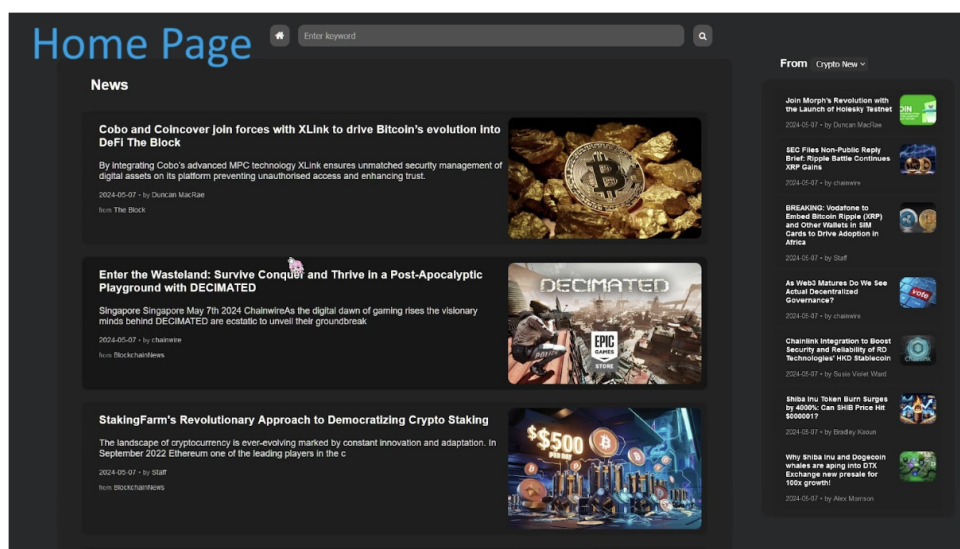 Home Page
Enter keyword
From Crypto New
News
Cobo and Coincover join forces with XLink to drive Bitcoin's evolution into
DeFi The Block
By integrating Cobo's advanced MPC technology XLink ensures unmatched security management of
digital assets on its platform preventing unauthorised access and enhancing trust.
2024-05-07 • by Duncan MacRae
from The Block
Enter the Wasteland: Survive Conquer and Thrive in a Post-Apocalyptic
Playground with DECIMATED
Singapore Singapore May 7th 2024 ChainwireAs the digital dawn of gaming rises the visionary
minds behind DECIMATED are ecstatic to unveil their groundbreak
2024-05-07 • by chainwire
from BlockchainNews
DECIMATED
EPIC
GAMES
STORE
StakingFarm's Revolutionary Approach to Democratizing Crypto Staking
The landscape of cryptocurrency is ever-evolving marked by constant innovation and adaptation. In
September 2022 Ethereum one of the leading players in the c
2024-05-07 • by Staff
from BlockchainNews
$$500
PER DAY
Join Morph's Revolution with
the Launch of Holesky Testnet
2024-05-07 • by Duncan MacRae
SEC Files Non-Public Reply
Brief: Ripple Battle Continues
XRP Gains
2024-05-07 • by chainwire
BREAKING: Vodafone to
Embed Bitcoin Ripple (XRP)
and Other Wallets in SIM
Cards to Drive Adoption in
Africa
2024-05-07 • by Staff
As Web3 Matures Do We See
Actual Decentralized
Governance?
2024-05-07 • by chainwire
vote
Chainlink Integration to Boost
Security and Reliability of RD
Technologies' HKD Stablecoin
2024-05-07 • by Susie Violet Ward
Shiba Inu Token Burn Surges
by 4000%: Can SHIB Price Hit
$000001?
2024-05-07 • by Bradley Keoun
Why Shiba Inu and Dogecoin
whales are aping into DTX
Exchange new presale for
100x growth!
2024-05-07 • by Alex Morrison